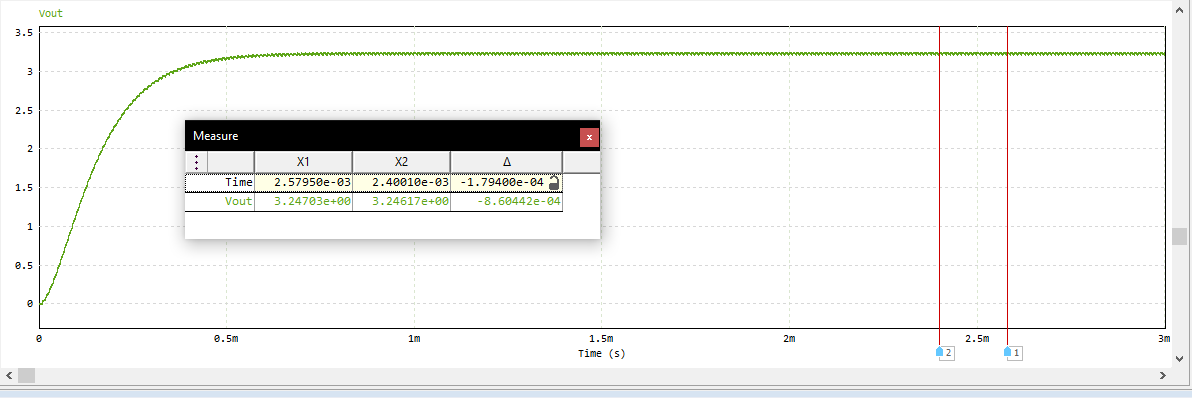 Vout
3.5
3
2.5
2
1.5
1
0.5
0
Measure x
X1 X2 Δ
Time 2.57950e-03 2.40010e-03 -1.79400e-04
Vout 3.24703e+00 3.24617e+00 -8.60442e-04
0 0.5m 1m 1.5m 2m 2.5m 3m
Time (s)
2 1